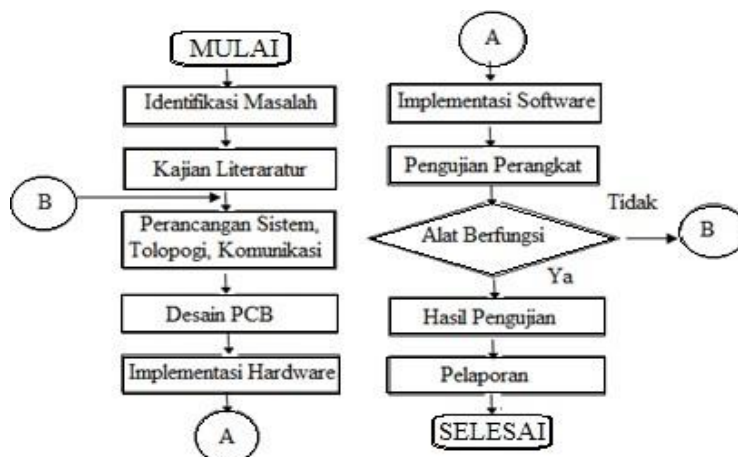 MULAI
Identifikasi Masalah
Kajian Literaratur
B
Perancangan Sistem,
Tolopogi, Komunikasi
Desain PCB
Implementasi Hardware
A
A
Implementasi Software
Pengujian Perangkat
Alat Berfungsi
Tidak
B
Ya
Hasil Pengujian
Pelaporan
SELESAI